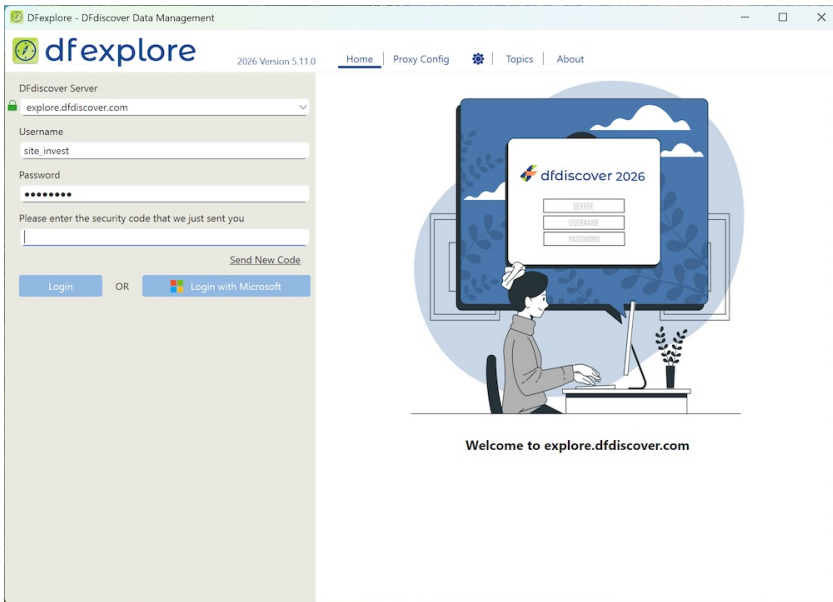 DFexplore - DFdiscover Data Management
dfexplore
2026 Version 5.11.0
Home
Proxy Config
Topics
About
DFdiscover Server
explore.dfdiscover.com
Username
site_invest
Password
Please enter the security code that we just sent you
Send New Code
Login
OR
Login with Microsoft
dfdiscover 2026
SERVER
USERNAME
PASSWORD
Welcome to explore.dfdiscover.com